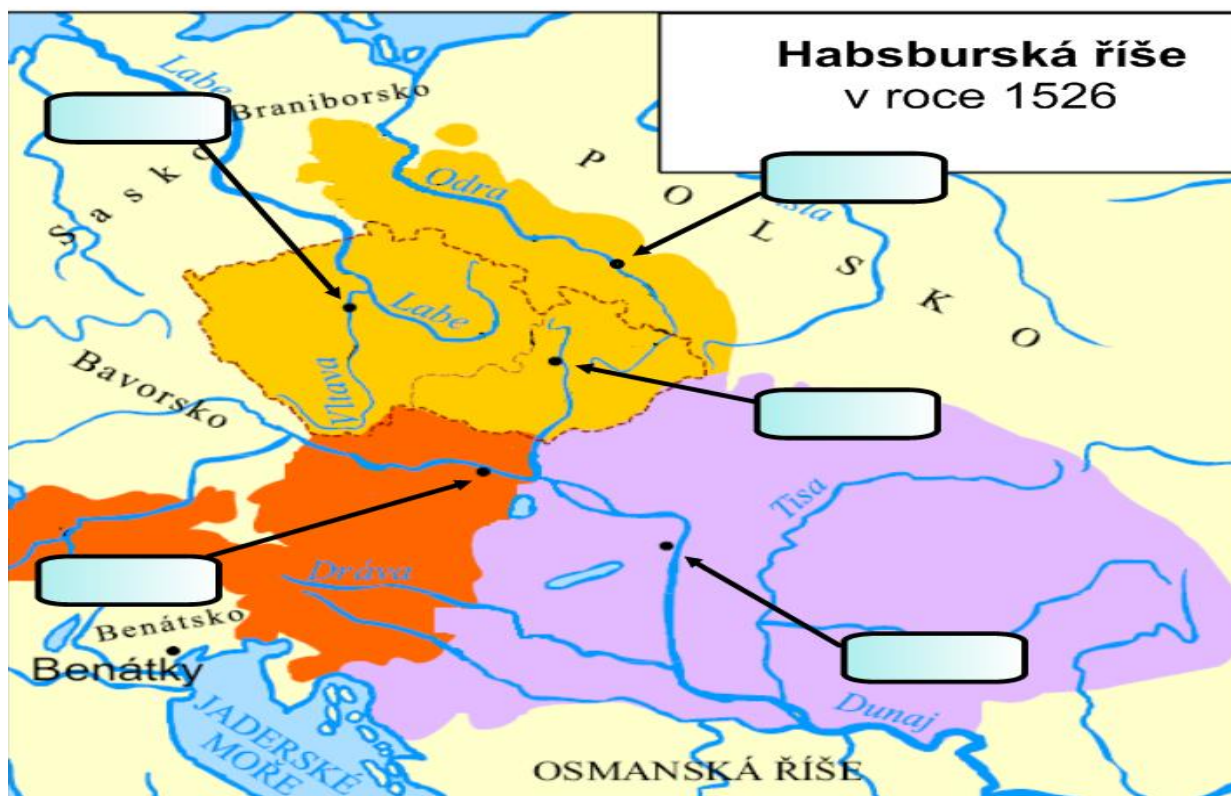 Habsburská říše
v roce 1526
Labe
Braniborsko
Sasko
POLSKO
Odra
Labe
Vltava
Bavorsko
Tisa
Dráva
Benátsko
Benátky
JADERSKÉ
MOŘE
Dunaj
OSMANSKÁ ŘÍŠE